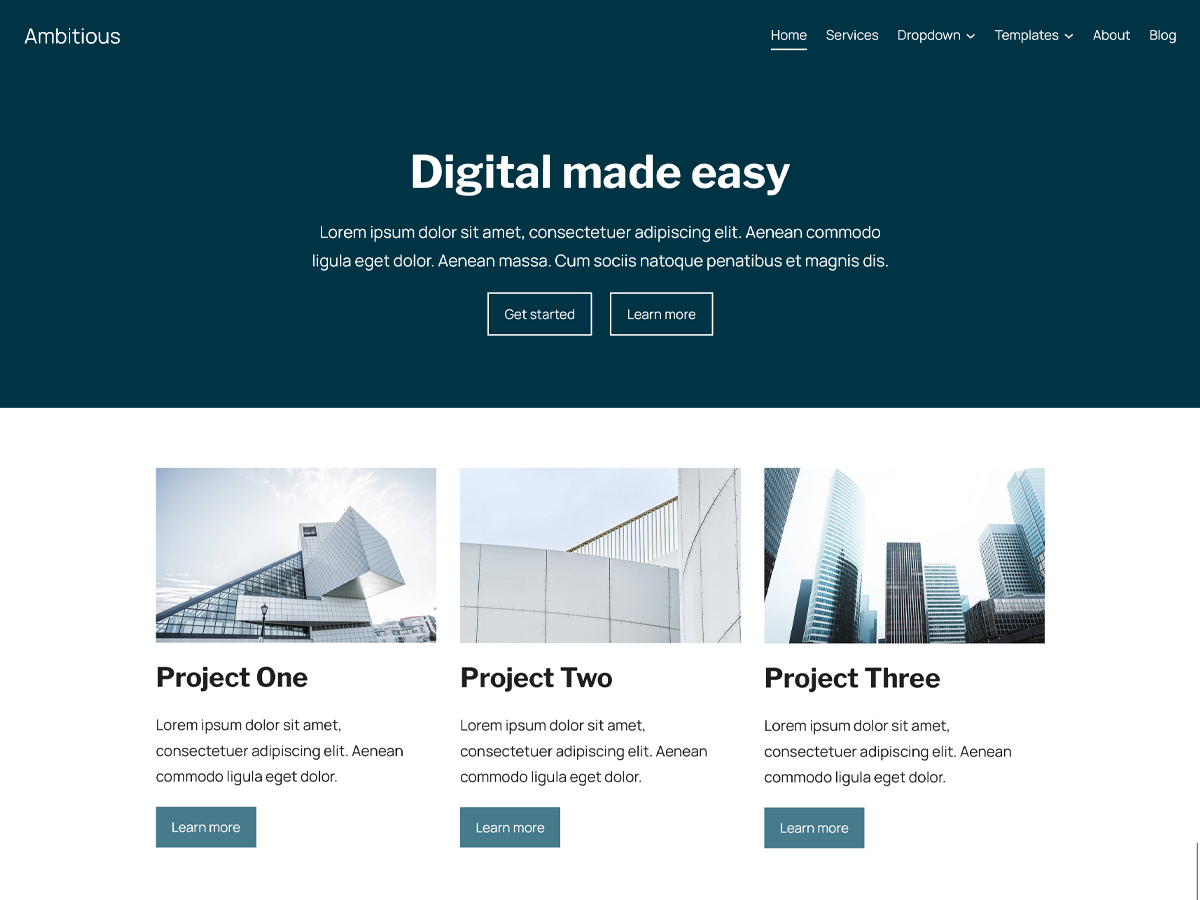 Ambitious
Home Services Dropdown Templates About Blog
Digital made easy
Lorem ipsum dolor sit amet, consectetuer adipiscing elit. Aenean commodo
ligula eget dolor. Aenean massa. Cum sociis natoque penatibus et magnis dis.
Get started
Learn more
Project One
Lorem ipsum dolor sit amet,
consectetuer adipiscing elit. Aenean
commodo ligula eget dolor.
Learn more
Project Two
Lorem ipsum dolor sit amet,
consectetuer adipiscing elit. Aenean
commodo ligula eget dolor.
Learn more
Project Three
Lorem ipsum dolor sit amet,
consectetuer adipiscing elit. Aenean
commodo ligula eget dolor.
Learn more